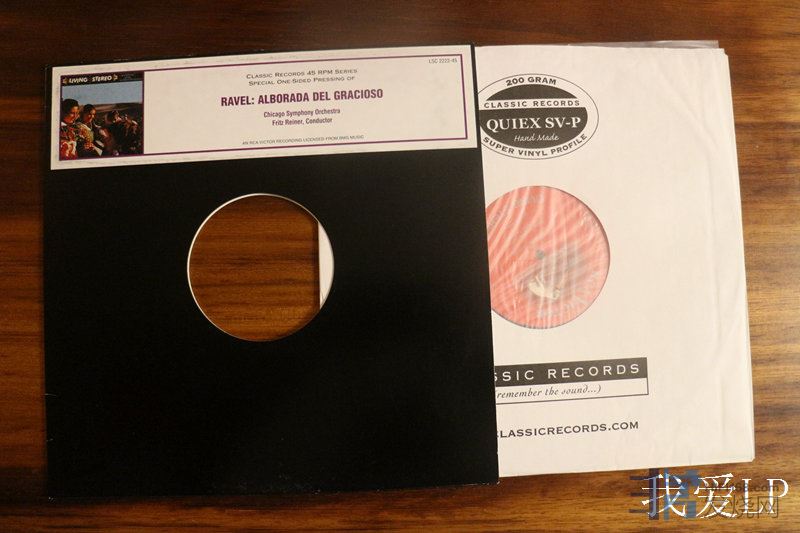 LIVING STEREO
CLASSIC RECORDS 45 RPM SERIES
SPECIAL ONE-SIDED PRESSING OF
LSC 2222-45
RAVEL: ALBORADA DEL GRACIOSO
Chicago Symphony Orchestra
Fritz Reiner, Conductor
AN RCA VICTOR RECORDING LICENSED FROM BMG MUSIC
200 GRAM
CLASSIC RECORDS
QUIEX SV-P
Hand Made
SUPER VINYL PROFILE
SSIC RECORDS
remember the sound...)
CLASSICRECORDS.COM
我爱LP